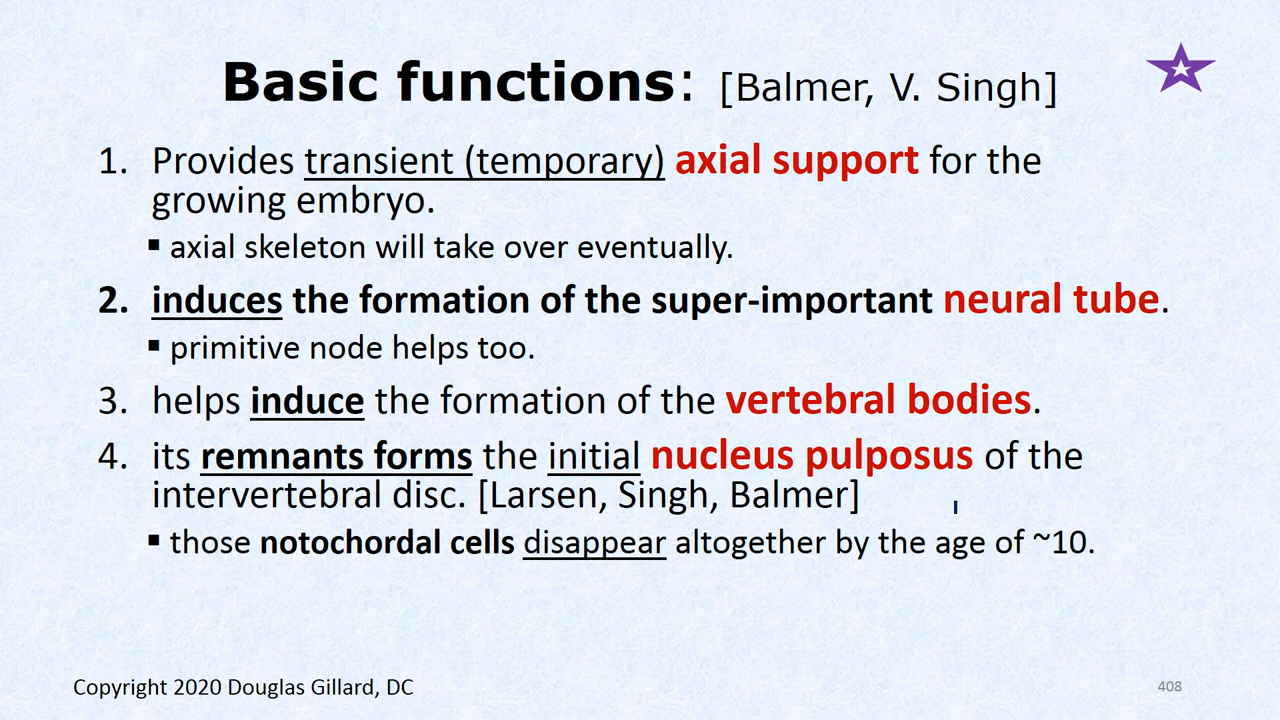 Basic functions: [Balmer, V. Singh]
1. Provides transient (temporary) axial support for the
growing embryo.
▪ axial skeleton will take over eventually.
2. induces the formation of the super-important neural tube.
▪ primitive node helps too.
3. helps induce the formation of the vertebral bodies.
4. its remnants forms the initial nucleus pulposus of the
intervertebral disc. [Larsen, Singh, Balmer]
▪ those notochordal cells disappear altogether by the age of ~10.
Copyright 2020 Douglas Gillard, DC
408